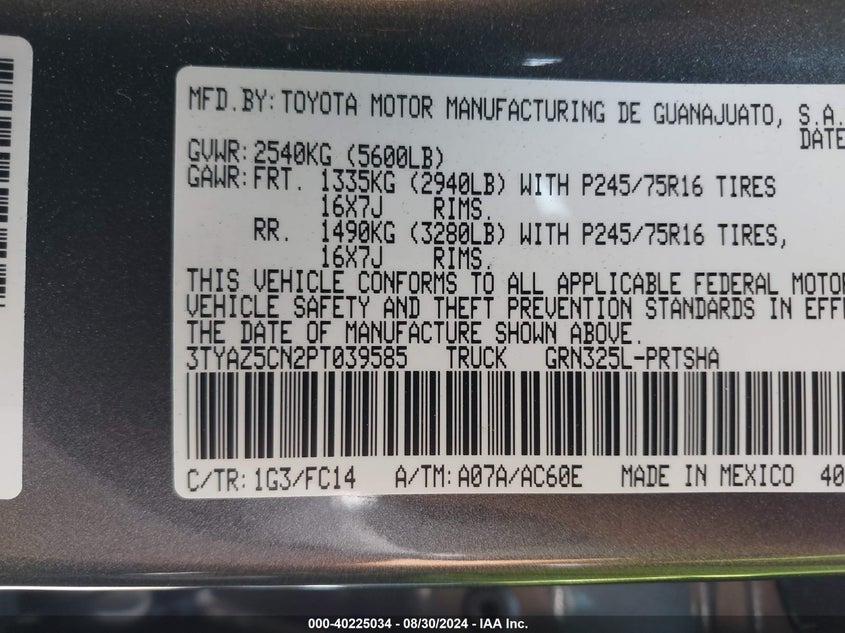 MFD.BY:TOYOTA MOTOR MANUFACTURING DE GUANAJUATO, S.A.
DATE
GVWR:2540KG (5600LB)
GAWR:FRT. 1335KG (2940LB) WITH P245/75R16 TIRES
16X7J RIMS.
RR. 1490KG (3280LB) WITH P245/75R16 TIRES,
16X7J RIMS.
THIS VEHICLE CONFORMS TO ALL APPLICABLE FEDERAL MOTOR
VEHICLE SAFETY AND THEFT PREVENTION STANDARDS IN EFFE
THE DATE OF MANUFACTURE SHOWN ABOVE.
3TYAZ5CN2PT039585 TRUCK GRN325L-PRTSHA
C/TR:1G3/FC14 A/TM:A07A/AC60E MADE IN MEXICO 40
000-40225034 - 08/30/2024 - IAA Inc.